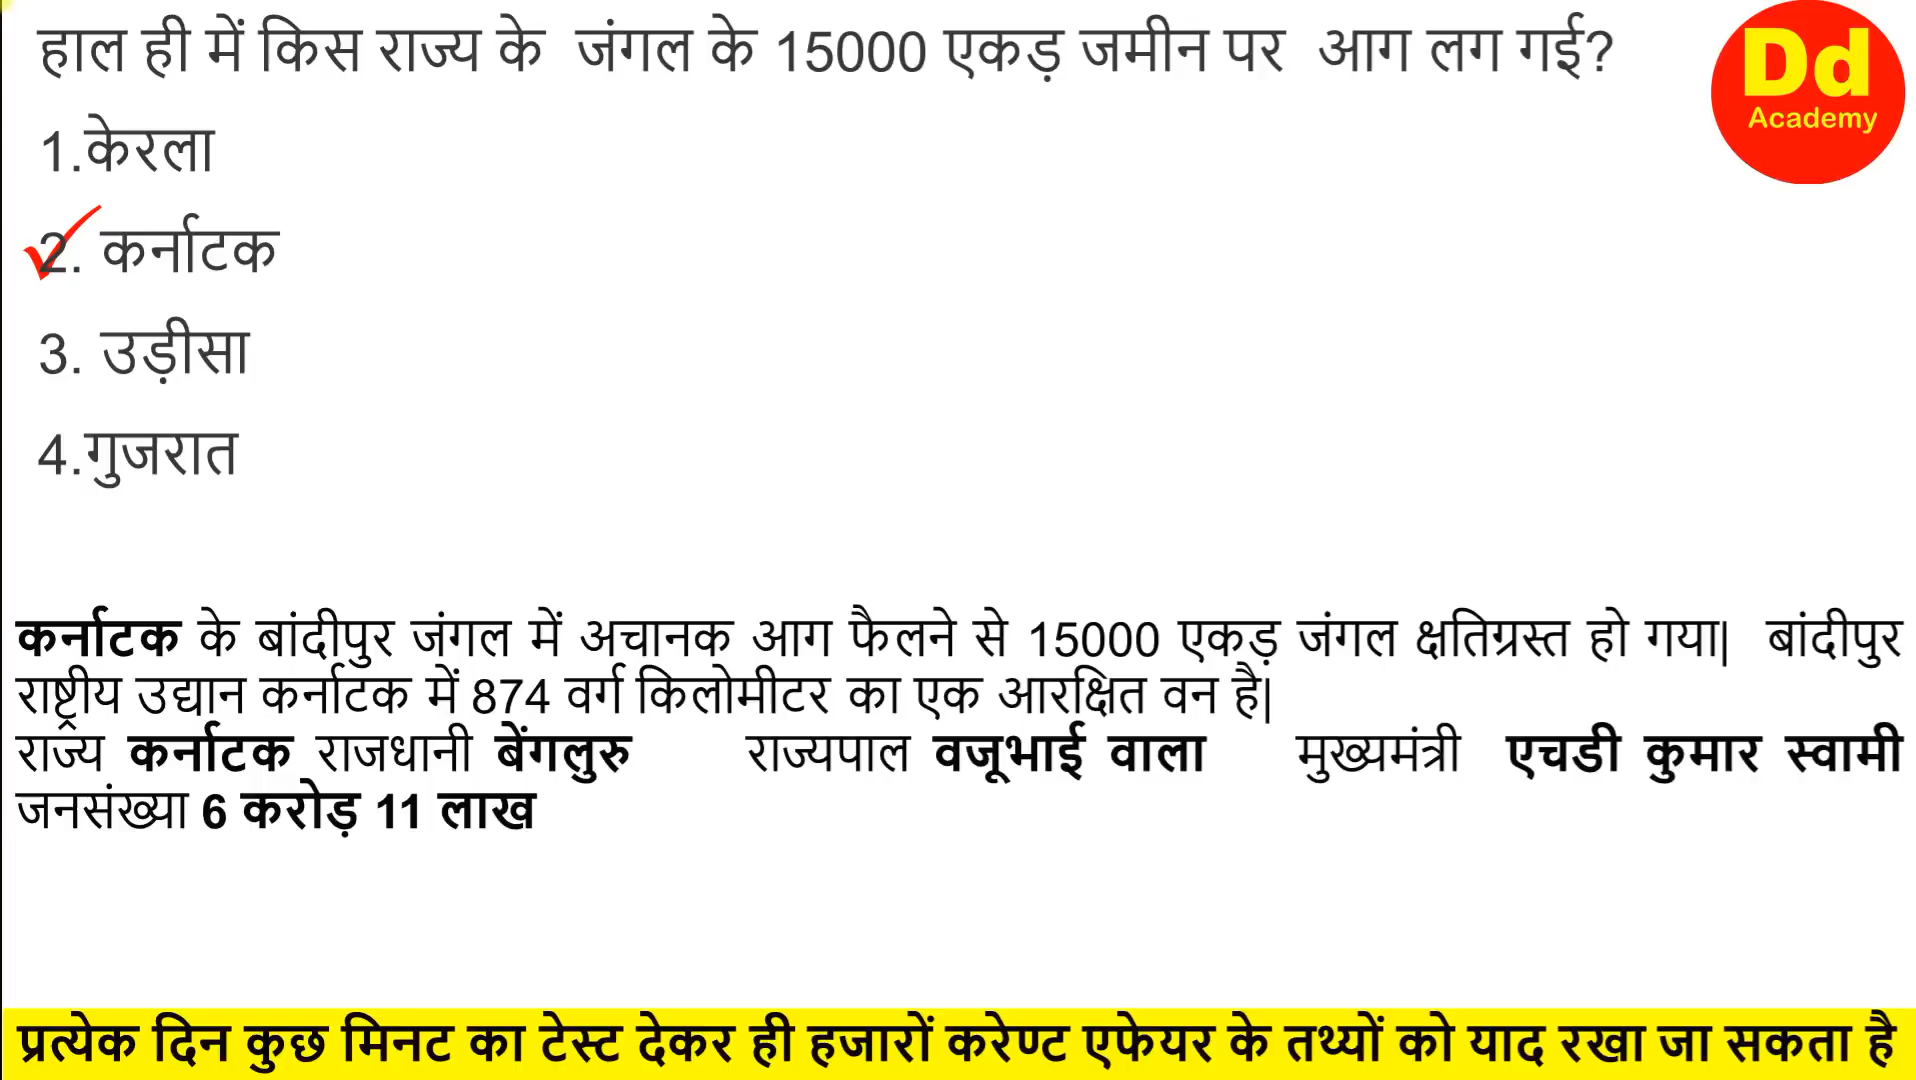 हाल ही में किस राज्य के जंगल के 15000 एकड़ जमीन पर आग लग गई?
Dd
Academy
1.केरला
2. कर्नाटक
3. उड़ीसा
4.गुजरात
कर्नाटक के बांदीपुर जंगल में अचानक आग फैलने से 15000 एकड़ जंगल क्षतिग्रस्त हो गया| बांदीपुर
राष्ट्रीय उद्यान कर्नाटक में 874 वर्ग किलोमीटर का एक आरक्षित वन है|
राज्य कर्नाटक राजधानी बेंगलुरु राज्यपाल वजूभाई वाला मुख्यमंत्री एचडी कुमार स्वामी
जनसंख्या 6 करोड़ 11 लाख
प्रत्येक दिन कुछ मिनट का टेस्ट देकर ही हजारों करेण्ट एफेयर के तथ्यों को याद रखा जा सकता है